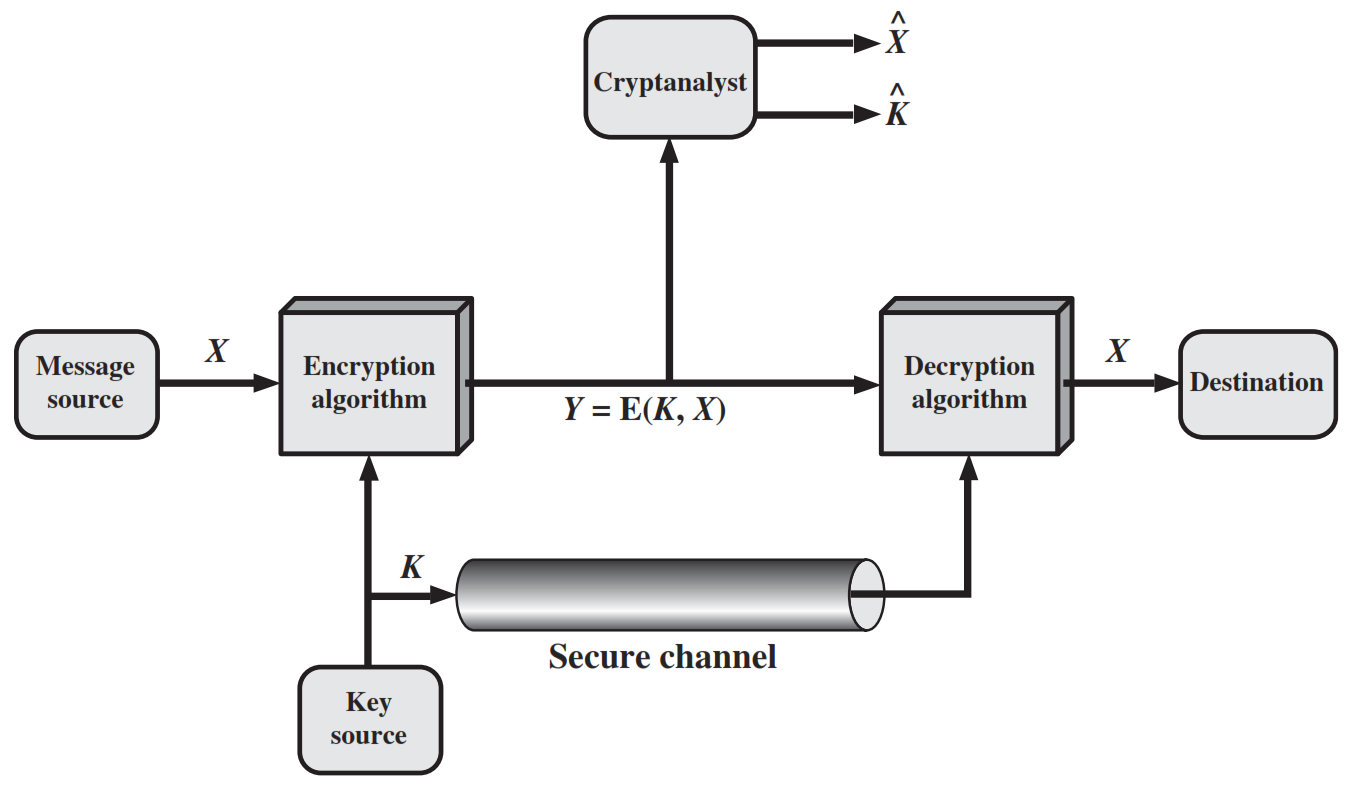 Cryptanalyst
X̂
K̂
Message
source
X
Encryption
algorithm
Y = E(K, X)
Decryption
algorithm
X
Destination
K
Secure channel
Key
source